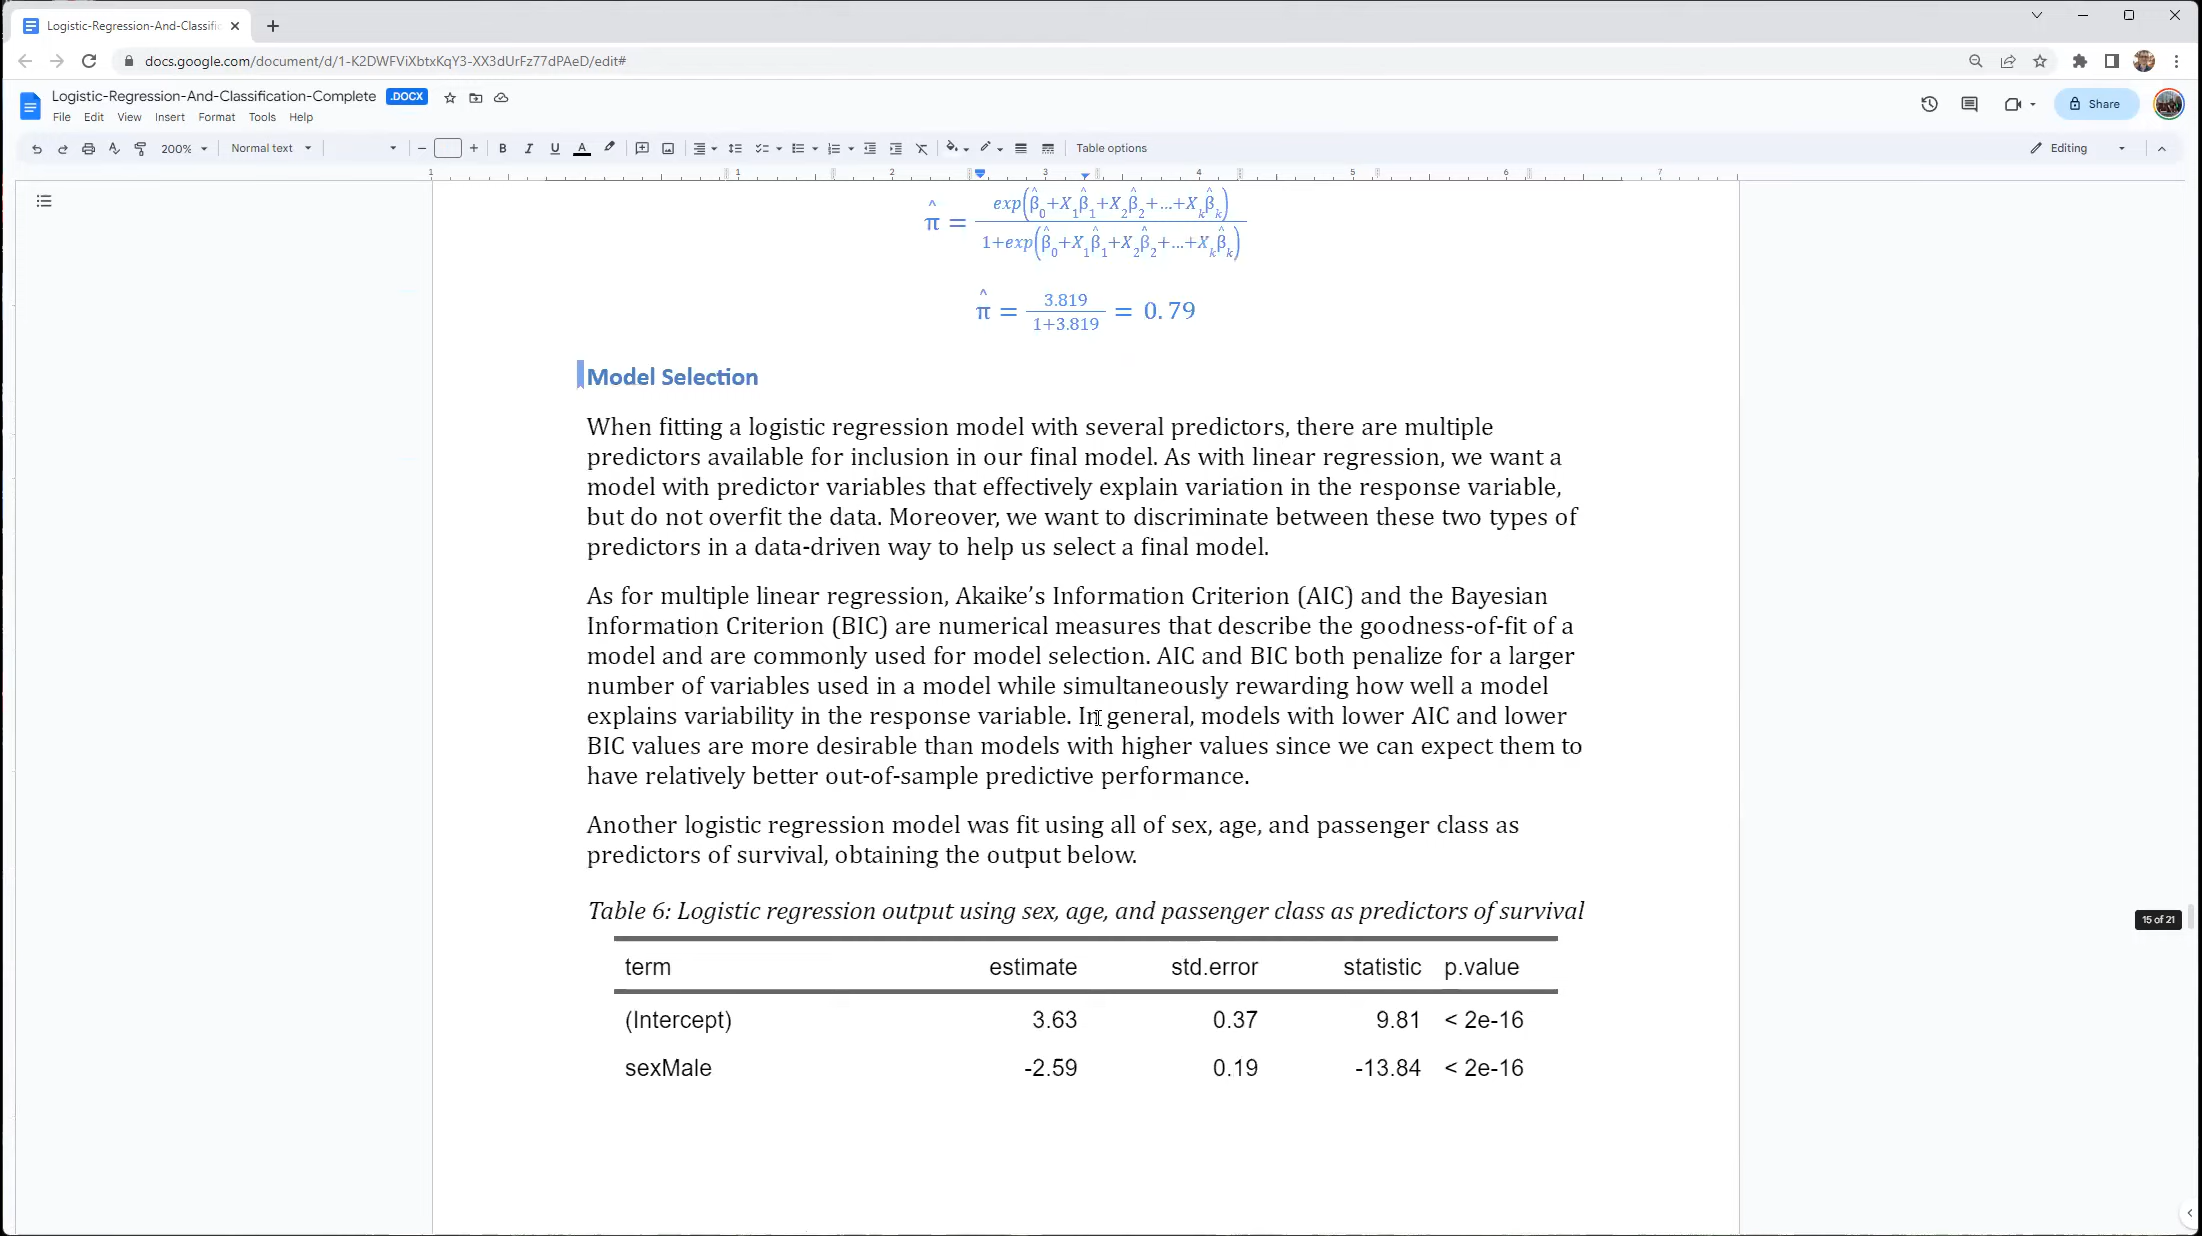 Logistic-Regression-And-Classific
docs.google.com/document/d/1-K2DWFViXbtxKqY3-XX3dUrFz77dPAeD/edit#
Logistic-Regression-And-Classification-Complete .DOCX
File Edit View Insert Format Tools Help
Share
200% Normal text − + B I U A Table options Editing
1 1 2 3 4 5 6 7
π^ = exp(β^0+X1β^1+X2β^2+...+Xkβ^k) / 1+exp(β^0+X1β^1+X2β^2+...+Xkβ^k)
π^ = 3.819 / 1+3.819 = 0.79
Model Selection
When fitting a logistic regression model with several predictors, there are multiple
predictors available for inclusion in our final model. As with linear regression, we want a
model with predictor variables that effectively explain variation in the response variable,
but do not overfit the data. Moreover, we want to discriminate between these two types of
predictors in a data-driven way to help us select a final model.
As for multiple linear regression, Akaike’s Information Criterion (AIC) and the Bayesian
Information Criterion (BIC) are numerical measures that describe the goodness-of-fit of a
model and are commonly used for model selection. AIC and BIC both penalize for a larger
number of variables used in a model while simultaneously rewarding how well a model
explains variability in the response variable. In general, models with lower AIC and lower
BIC values are more desirable than models with higher values since we can expect them to
have relatively better out-of-sample predictive performance.
Another logistic regression model was fit using all of sex, age, and passenger class as
predictors of survival, obtaining the output below.
Table 6: Logistic regression output using sex, age, and passenger class as predictors of survival
15 of 21
term estimate std.error statistic p.value
(Intercept) 3.63 0.37 9.81 < 2e-16
sexMale -2.59 0.19 -13.84 < 2e-16